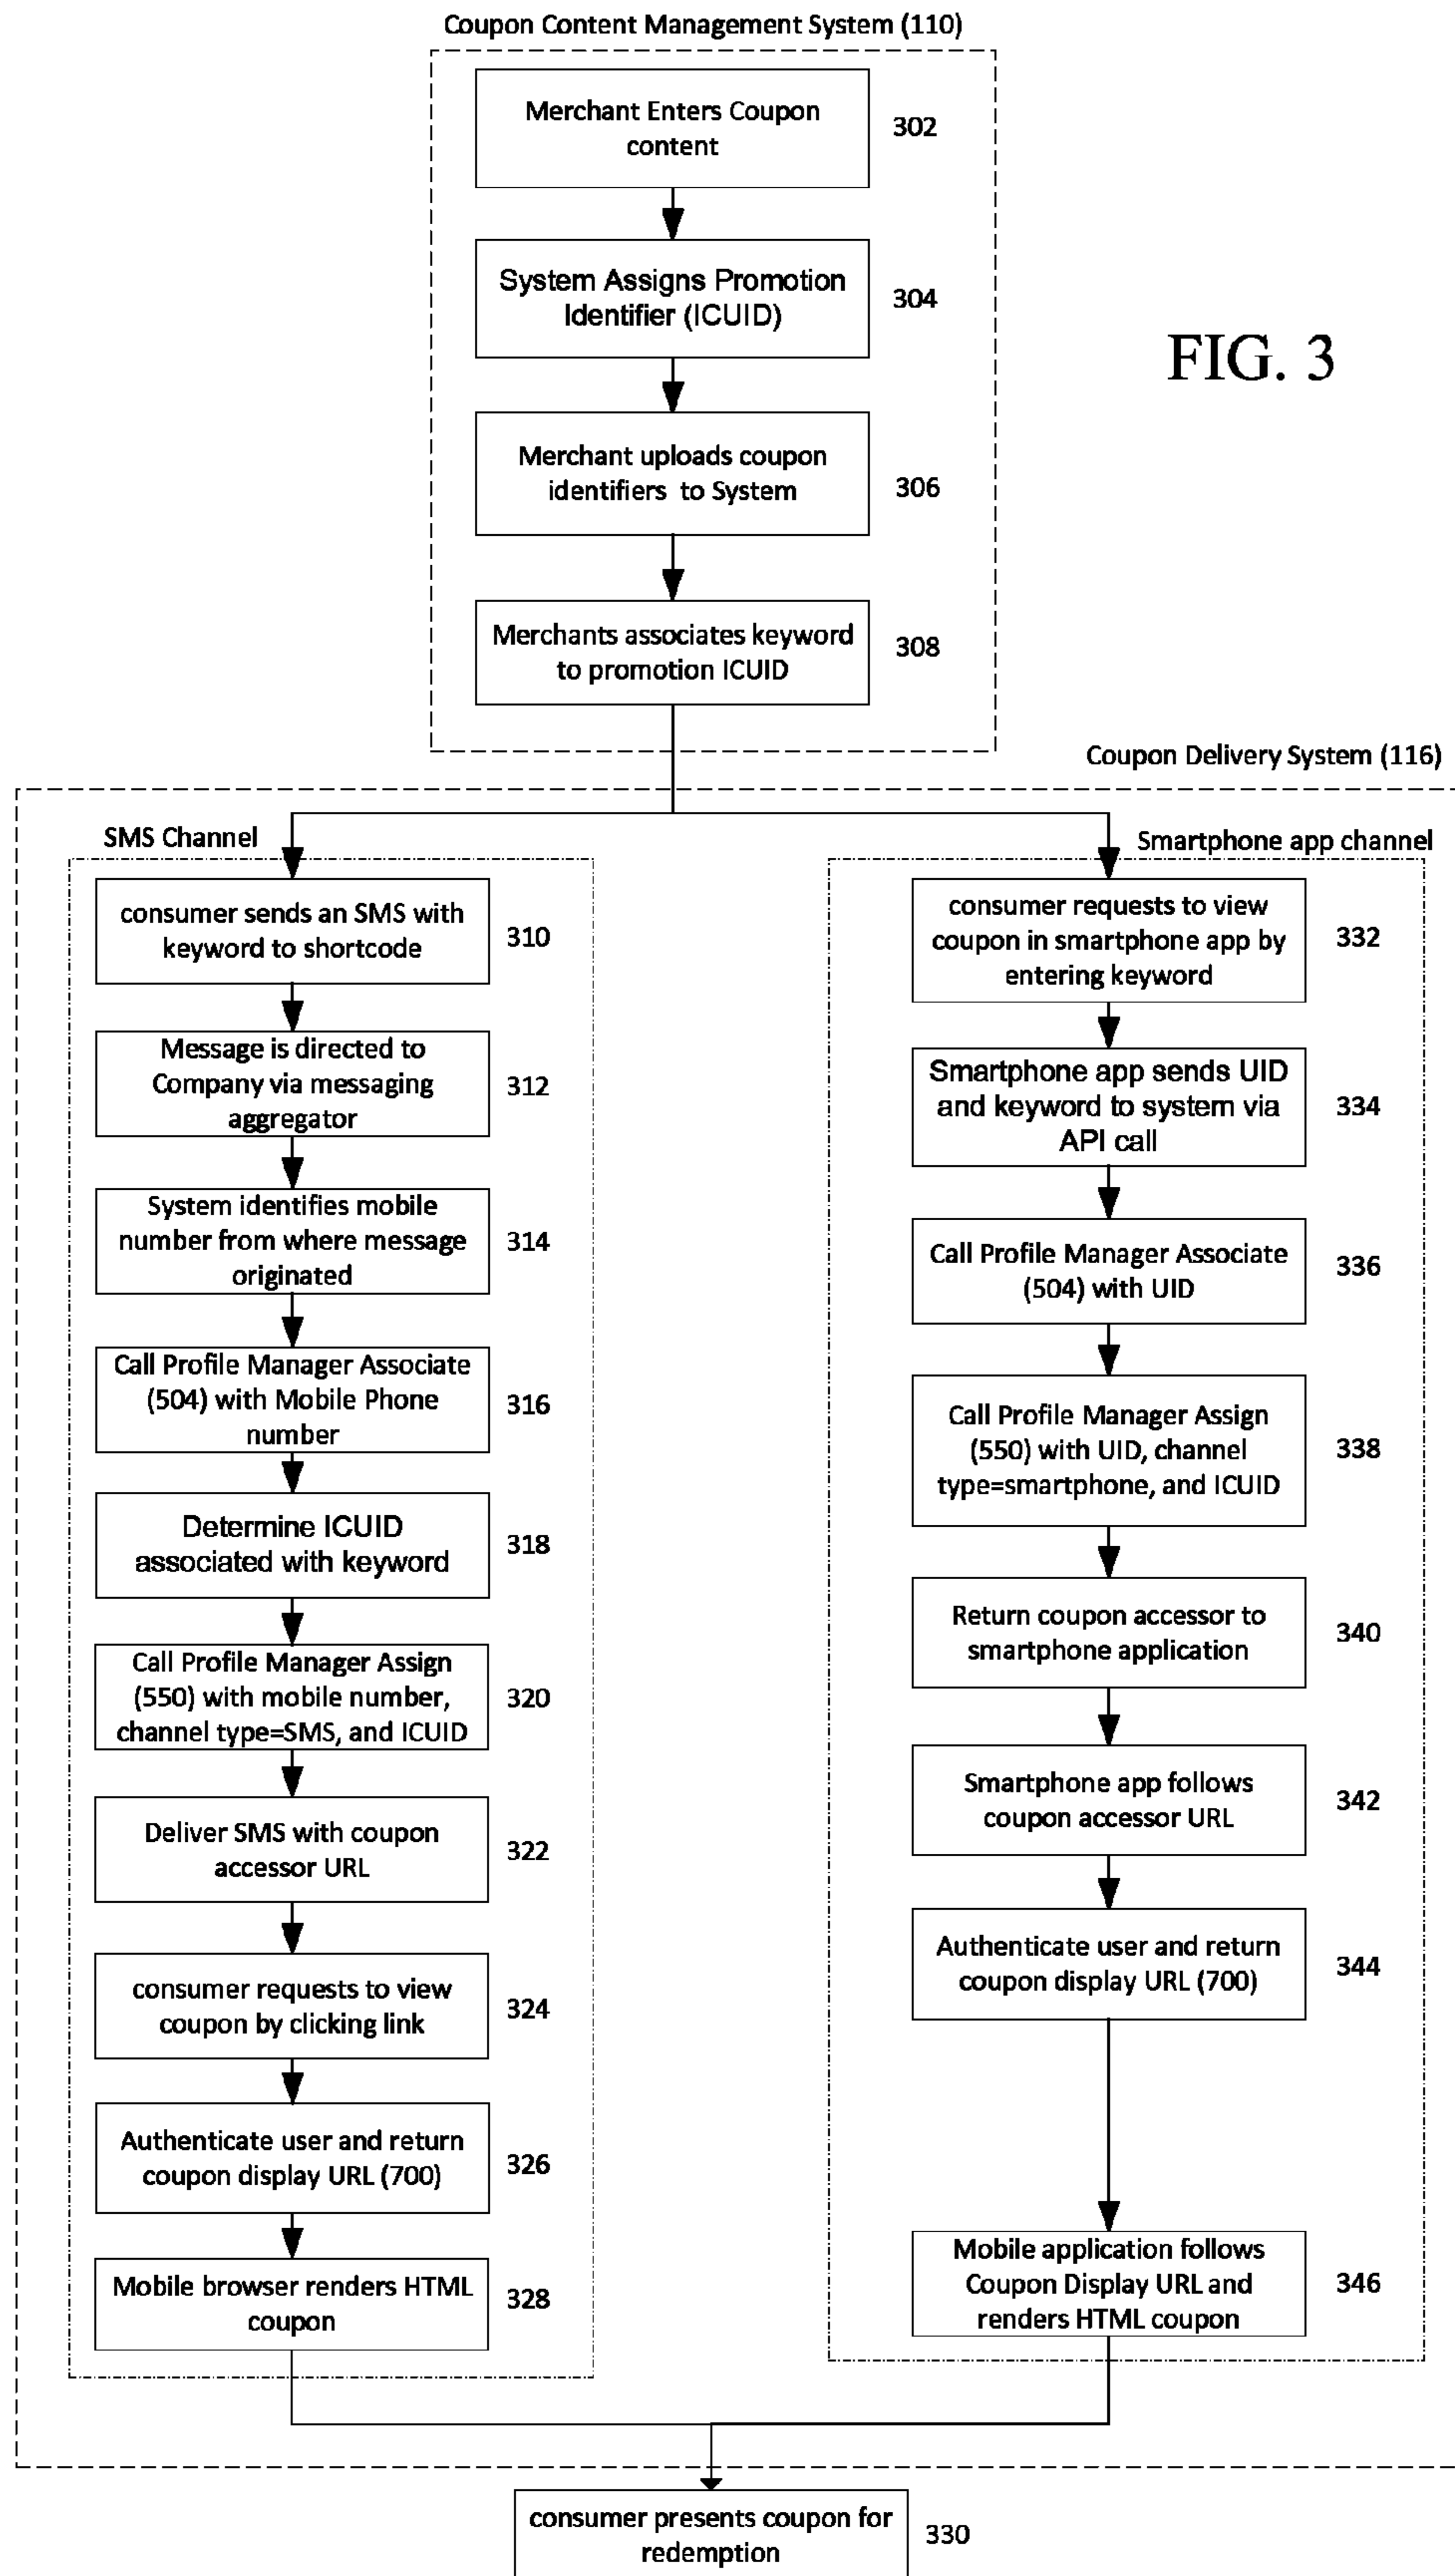 Coupon Content Management System (110)
Merchant Enters Coupon
content
302
System Assigns Promotion
Identifier (ICUID)
304
FIG. 3
Merchant uploads coupon
identifiers to System
306
Merchants associates keyword
to promotion ICUID
308
Coupon Delivery System (116)
SMS Channel
consumer sends an SMS with
keyword to shortcode
310
Message is directed to
Company via messaging
aggregator
312
System identifies mobile
number from where message
originated
314
Call Profile Manager Associate
(504) with Mobile Phone
number
316
Determine ICUID
associated with keyword
318
Call Profile Manager Assign
(550) with mobile number,
channel type=SMS, and ICUID
320
Deliver SMS with coupon
accessor URL
322
consumer requests to view
coupon by clicking link
324
Authenticate user and return
coupon display URL (700)
326
Mobile browser renders HTML
coupon
328
Smartphone app channel
consumer requests to view
coupon in smartphone app by
entering keyword
332
Smartphone app sends UID
and keyword to system via
API call
334
Call Profile Manager Associate
(504) with UID
336
Call Profile Manager Assign
(550) with UID, channel
type=smartphone, and ICUID
338
Return coupon accessor to
smartphone application
340
Smartphone app follows
coupon accessor URL
342
Authenticate user and return
coupon display URL (700)
344
Mobile application follows
Coupon Display URL and
renders HTML coupon
346
consumer presents coupon for
redemption
330